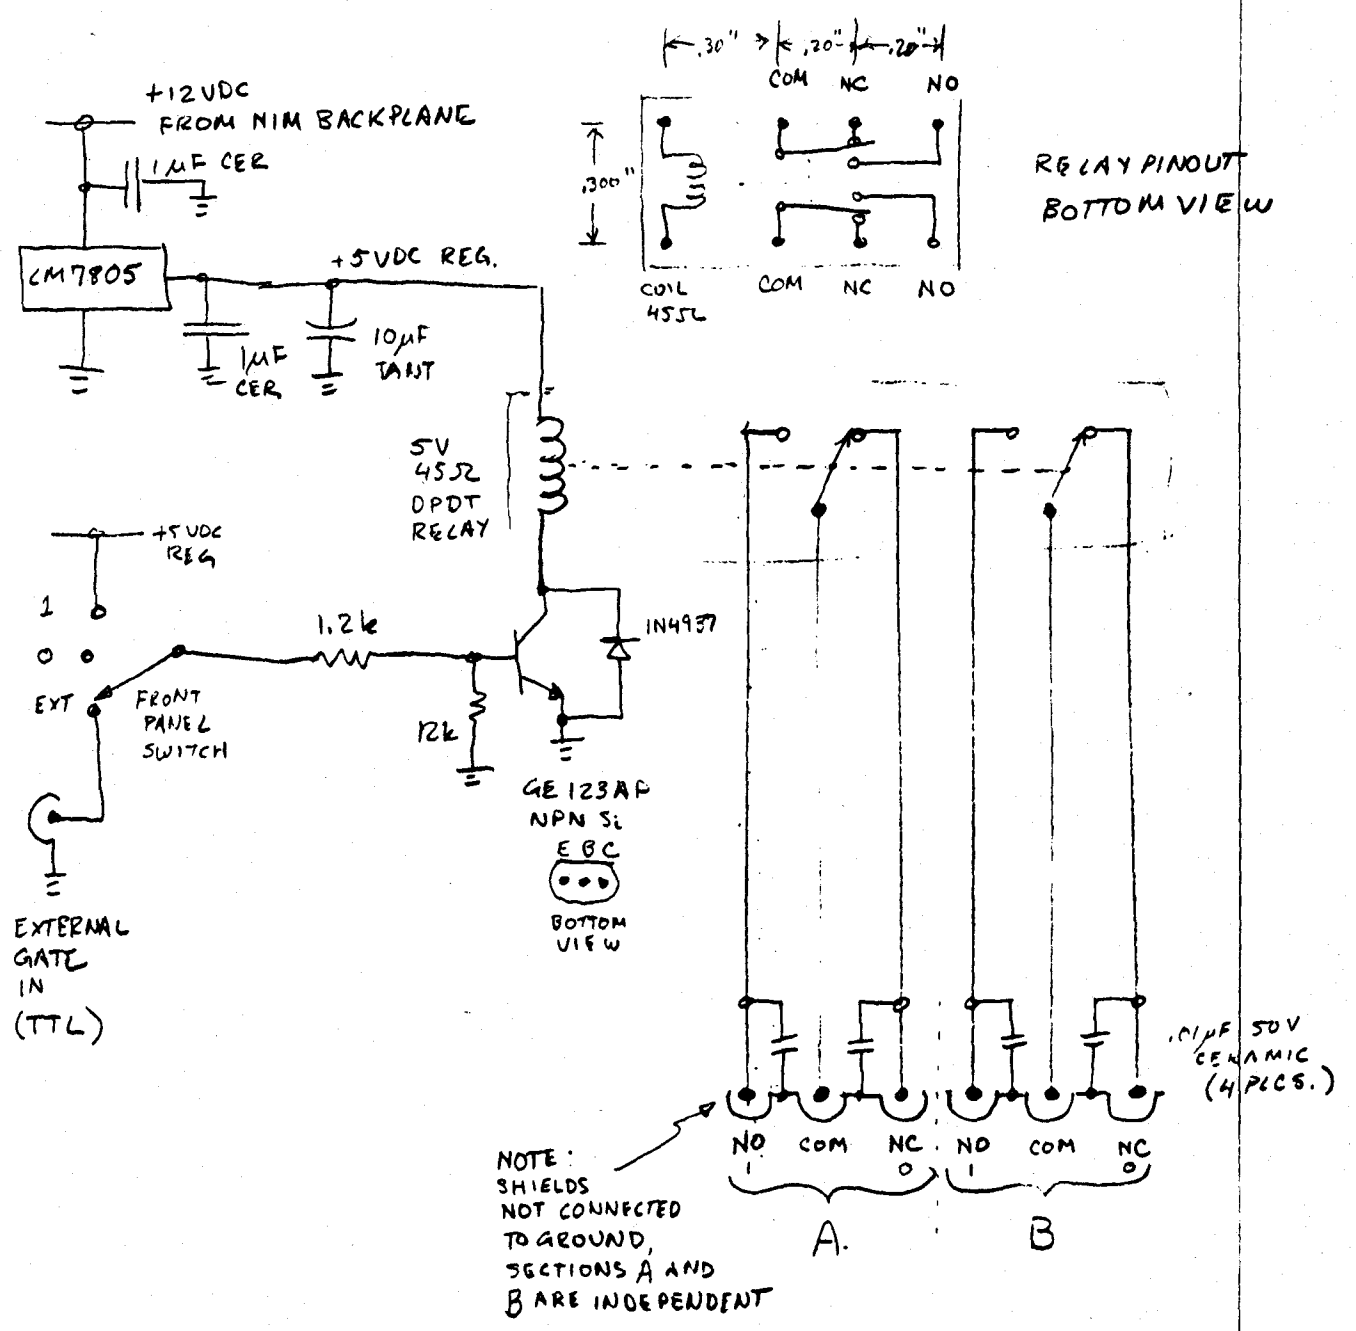 +12VDC
FROM NIM BACKPLANE
1µF CER
LM7805
+5VDC REG.
1µF
CER
10µF
TANT
.30" .20" .20"
COM NC NO
.300"
COIL
45Ω
COM NC NO
RELAY PINOUT
BOTTOM VIEW
5V
45Ω
DPDT
RELAY
+5VDC
REG
1
0
EXT
FRONT
PANEL
SWITCH
1.2k
12k
1N4937
GE123AP
NPN Si
E B C
BOTTOM
VIEW
EXTERNAL
GATE
IN
(TTL)
.01µF 50V
CERAMIC
(4 PLCS.)
NO COM NC NO COM NC
1 0 1 0
A. B
NOTE:
SHIELDS
NOT CONNECTED
TO GROUND,
SECTIONS A AND
B ARE INDEPENDENT